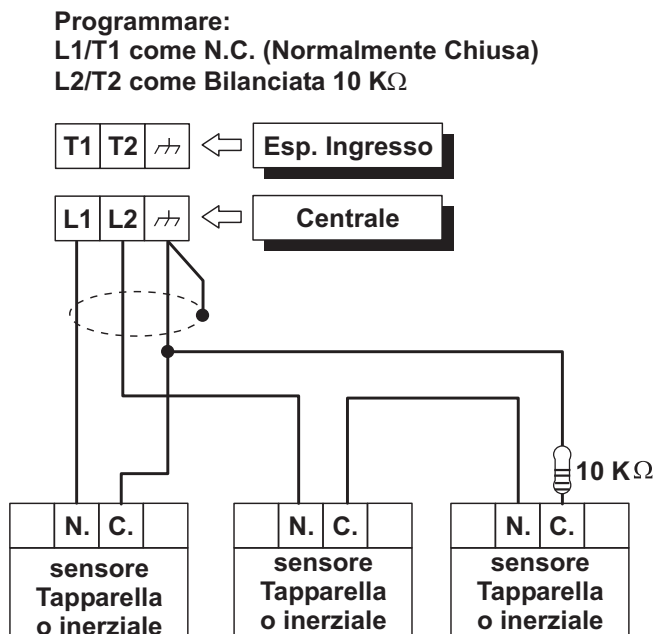 Programmare:
L1/T1 come N.C. (Normalmente Chiusa)
L2/T2 come Bilanciata 10 KΩ
T1 T2 Esp. Ingresso
L1 L2 Centrale
10 KΩ
N. C. N. C. N. C.
sensore sensore sensore
Tapparella Tapparella Tapparella
o inerziale o inerziale o inerziale